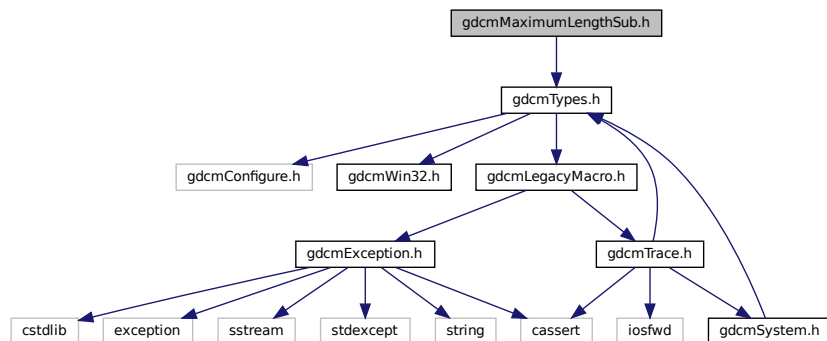 gdcmMaximumLengthSub.h
gdcmTypes.h
gdcmConfigure.h
gdcmWin32.h
gdcmLegacyMacro.h
gdcmException.h
gdcmTrace.h
cstdlib
exception
sstream
stdexcept
string
cassert
iosfwd
gdcmSystem.h